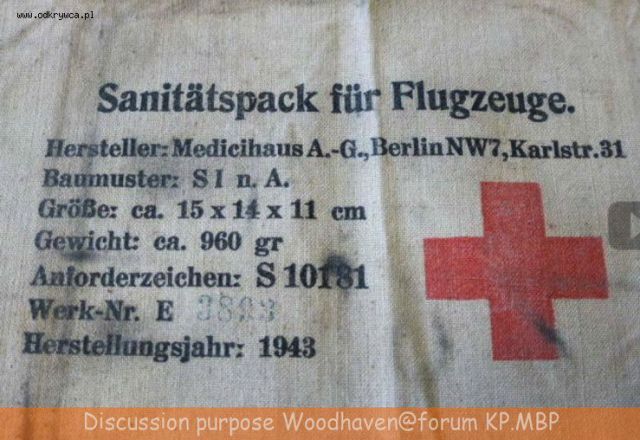 www.odkrywca.pl
Sanitätspack für Flugzeuge.
Hersteller: Medicihaus A.-G., Berlin NW7, Karlstr. 31
Baumuster: S I n. A.
Größe: ca. 15 x 14 x 11 cm
Gewicht: ca. 960 gr
Anforderzeichen: S 10181
Werk-Nr. E 3893
Herstellungsjahr: 1943
Discussion purpose Woodhaven@forum KP.MBP